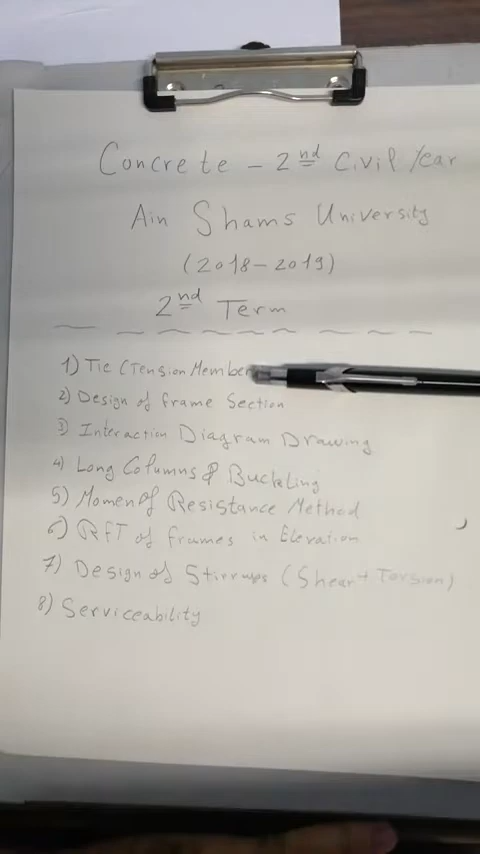 Concrete - 2nd Civil Year
Ain Shams University
(2018-2019)
2nd Term
1) Tie (Tension Member
2) Design of frame Section
3) Interaction Diagram Drawing
4) Long Columns & Buckling
5) Moment of Resistance Method
6) RFT of frames in Elevation
7) Design of Stirrups (Shear + Torsion)
8) Serviceability